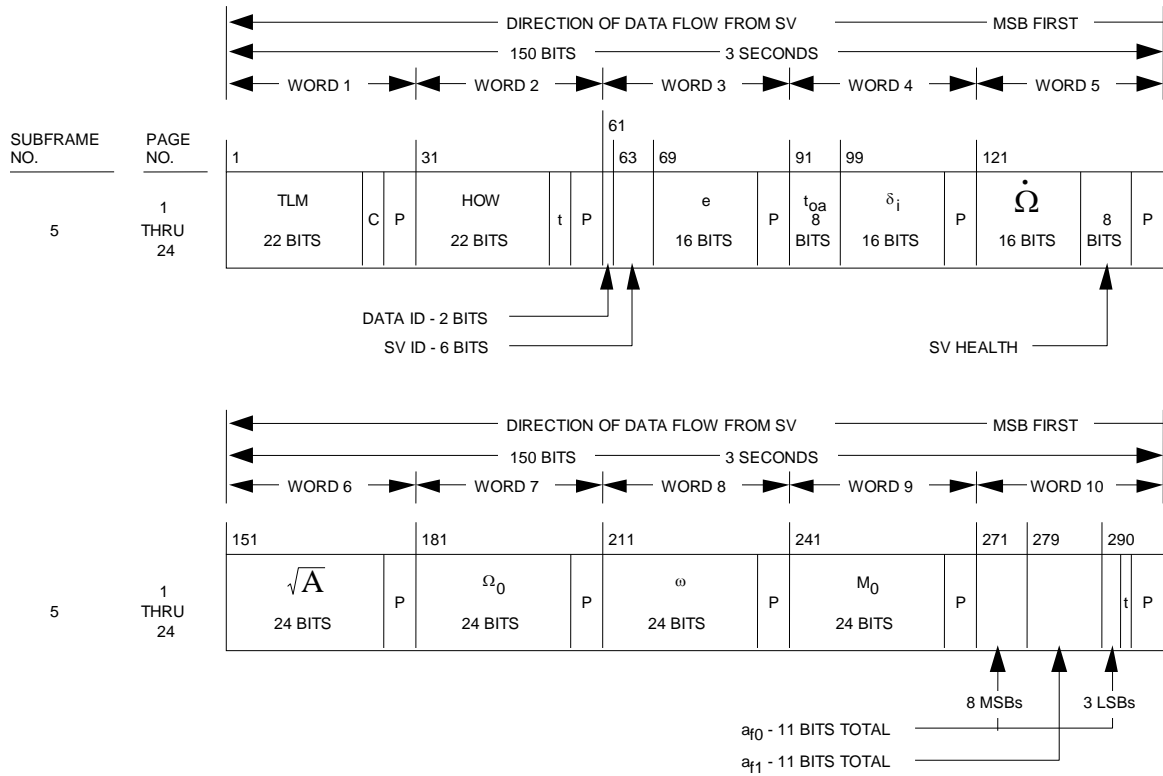 DIRECTION OF DATA FLOW FROM SV MSB FIRST
150 BITS 3 SECONDS
WORD 1 WORD 2 WORD 3 WORD 4 WORD 5
SUBFRAME NO. PAGE NO.
1 31 61 63 69 91 99 121
5 1 THRU 24
TLM 22 BITS C P HOW 22 BITS t P e 16 BITS P t_oa 8 BITS δ_i 16 BITS P Ω̇ 16 BITS 8 BITS P
DATA ID - 2 BITS
SV ID - 6 BITS SV HEALTH
DIRECTION OF DATA FLOW FROM SV MSB FIRST
150 BITS 3 SECONDS
WORD 6 WORD 7 WORD 8 WORD 9 WORD 10
151 181 211 241 271 279 290
5 1 THRU 24
√A 24 BITS P Ω_0 24 BITS P ω 24 BITS P M_0 24 BITS P t P
8 MSBs 3 LSBs
a_f0 - 11 BITS TOTAL
a_f1 - 11 BITS TOTAL